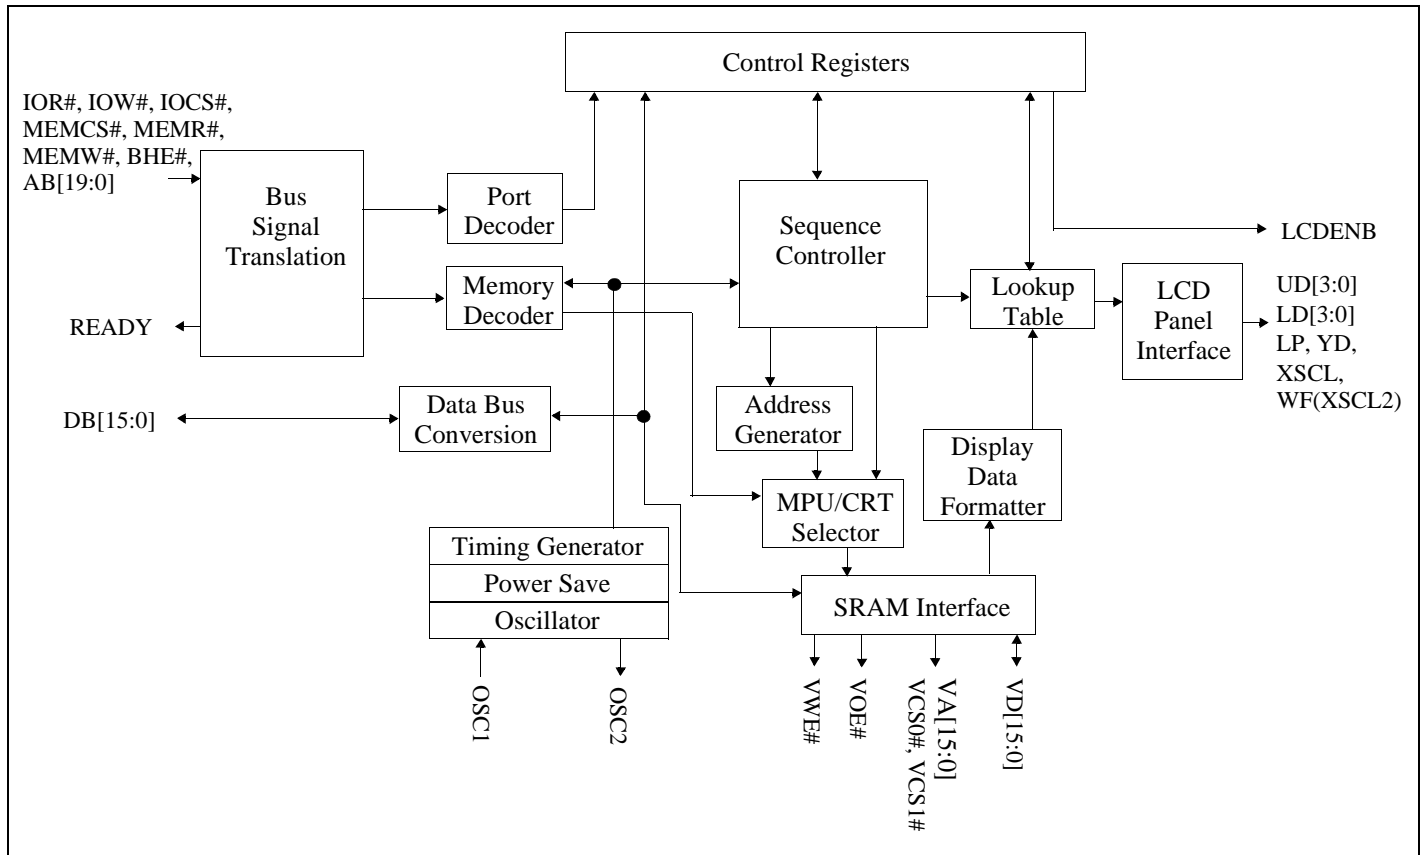 Control Registers
IOR#, IOW#, IOCS#,
MEMCS#, MEMR#,
MEMW#, BHE#,
AB[19:0]
Bus
Signal
Translation
Port
Decoder
Sequence
Controller
LCDENB
Memory
Decoder
Lookup
Table
LCD
Panel
Interface
UD[3:0]
LD[3:0]
LP, YD,
XSCL,
WF(XSCL2)
READY
DB[15:0]
Data Bus
Conversion
Address
Generator
Display
Data
Formatter
MPU/CRT
Selector
Timing Generator
Power Save
Oscillator
SRAM Interface
OSC1
OSC2
VWE#
VOE#
VA[15:0]
VCS0#, VCS1#
VD[15:0]